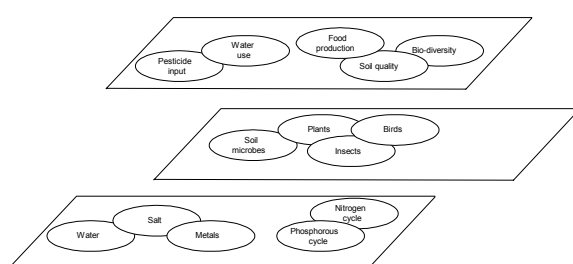 Pesticide
input
Water
use
Food
production
Soil quality
Bio-diversity
Soil
microbes
Plants
Insects
Birds
Water
Salt
Metals
Phosphorous
cycle
Nitrogen
cycle